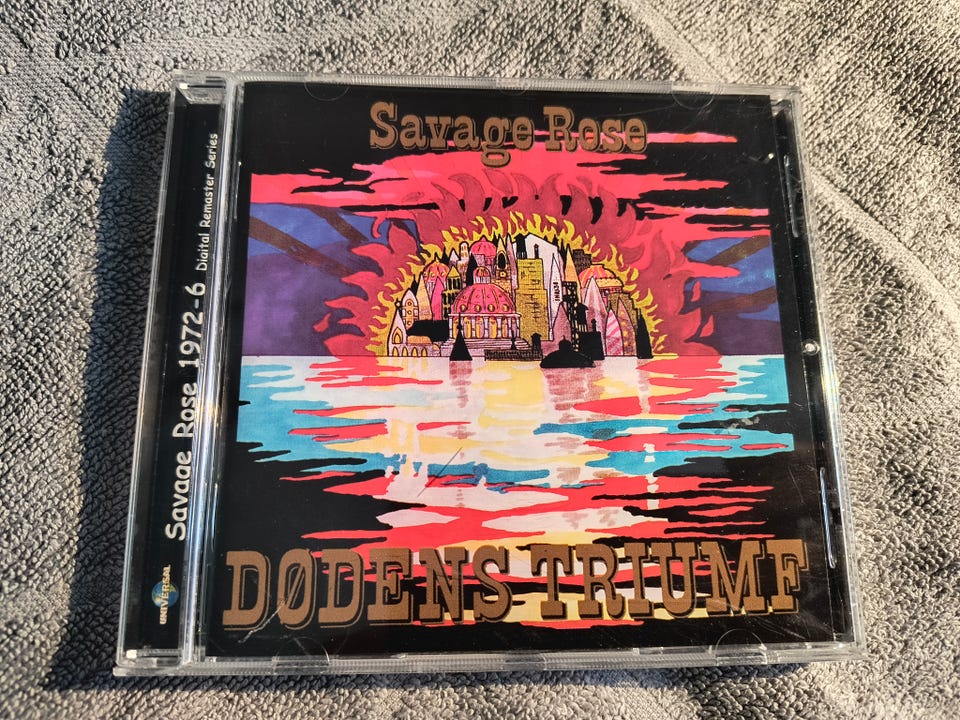 Savage Rose
DØDENS TRIUMF
Savage Rose 1972-6 Digital Remaster Series
UNIVERSAL